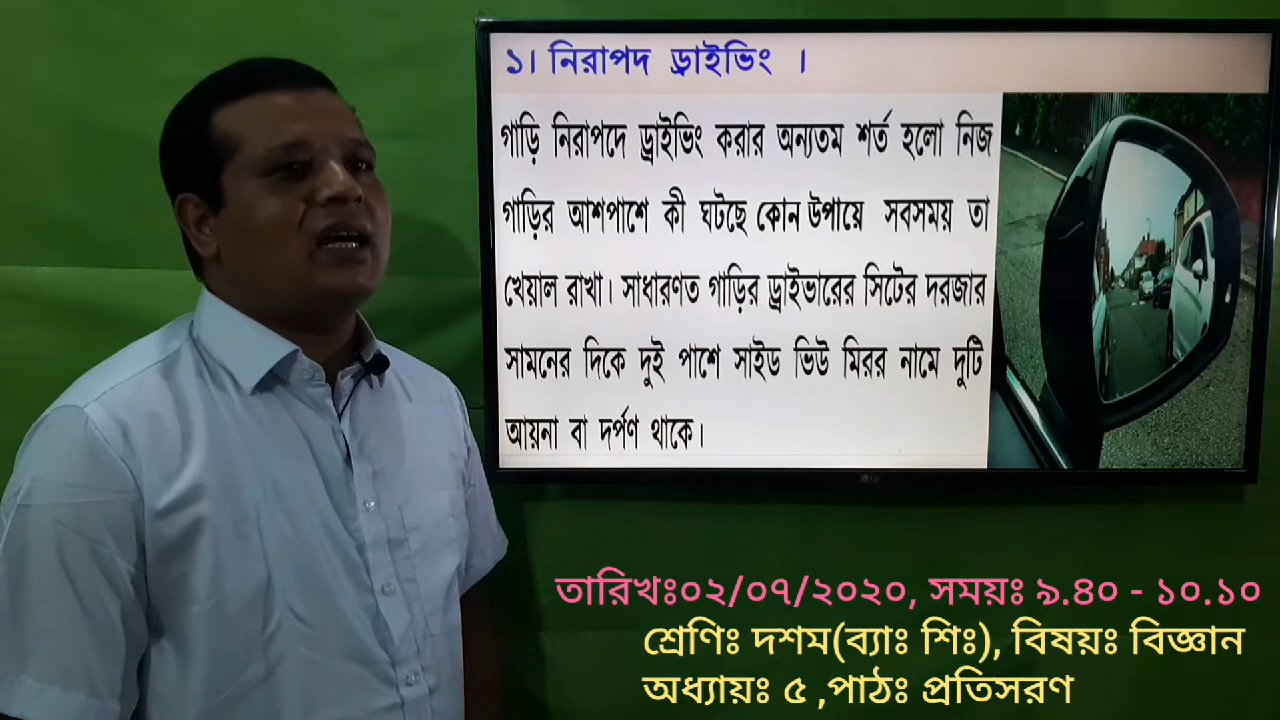 ১। নিরাপদ ড্রাইভিং ।
গাড়ি নিরাপদে ড্রাইভিং করার অন্যতম শর্ত হলো নিজ
গাড়ির আশপাশে কী ঘটছে কোন উপায়ে সবসময় তা
খেয়াল রাখা। সাধারণত গাড়ির ড্রাইভারের সিটের দরজার
সামনের দিকে দুই পাশে সাইড ভিউ মিরর নামে দুটি
আয়না বা দর্পণ থাকে।
LG
তারিখঃ০২/০৭/২০২০, সময়ঃ ৯.৪০ - ১০.১০
শ্রেণিঃ দশম(ব্যাঃ শিঃ), বিষয়ঃ বিজ্ঞান
অধ্যায়ঃ ৫ ,পাঠঃ প্রতিসরণ